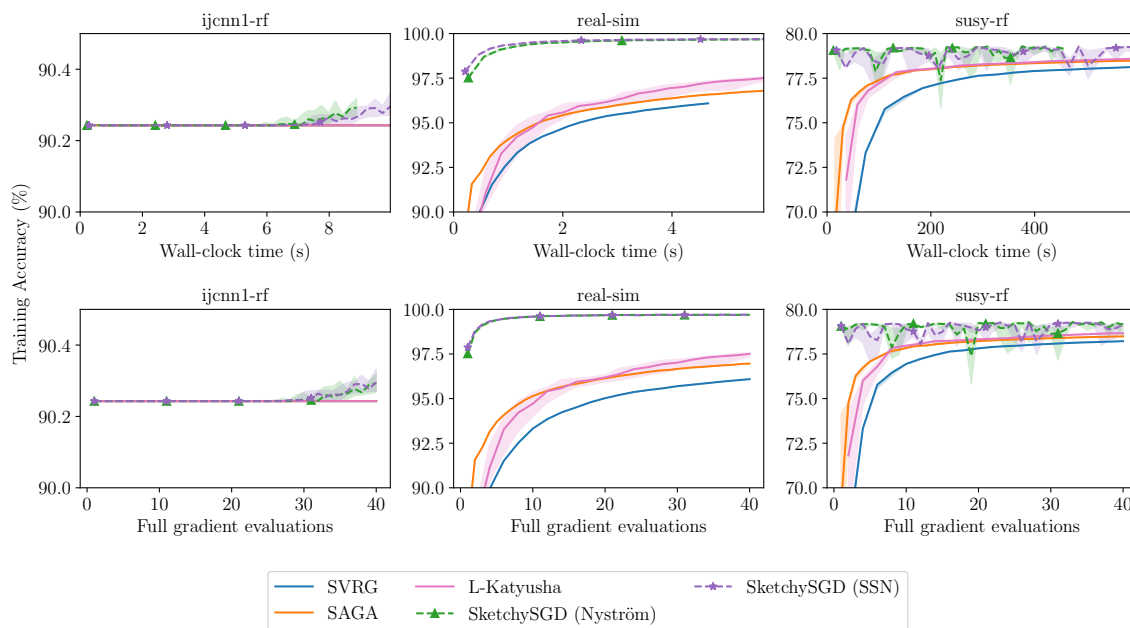 ijcnn1-rf
real-sim
susy-rf
90.4
90.2
90.0
0 2 4 6 8
Wall-clock time (s)
100.0
97.5
95.0
92.5
90.0
2 4
Wall-clock time (s)
80.0
77.5
75.0
72.5
70.0
0 200 400
Wall-clock time (s)
Training Accuracy (%)
ijcnn1-rf
real-sim
susy-rf
90.4
90.2
90.0
0 10 20 30 40
Full gradient evaluations
100.0
97.5
95.0
92.5
90.0
0 10 20 30 40
Full gradient evaluations
80.0
77.5
75.0
72.5
70.0
0 10 20 30 40
Full gradient evaluations
SVRG
SAGA
L-Katyusha
SketchySGD (Nyström)
SketchySGD (SSN)